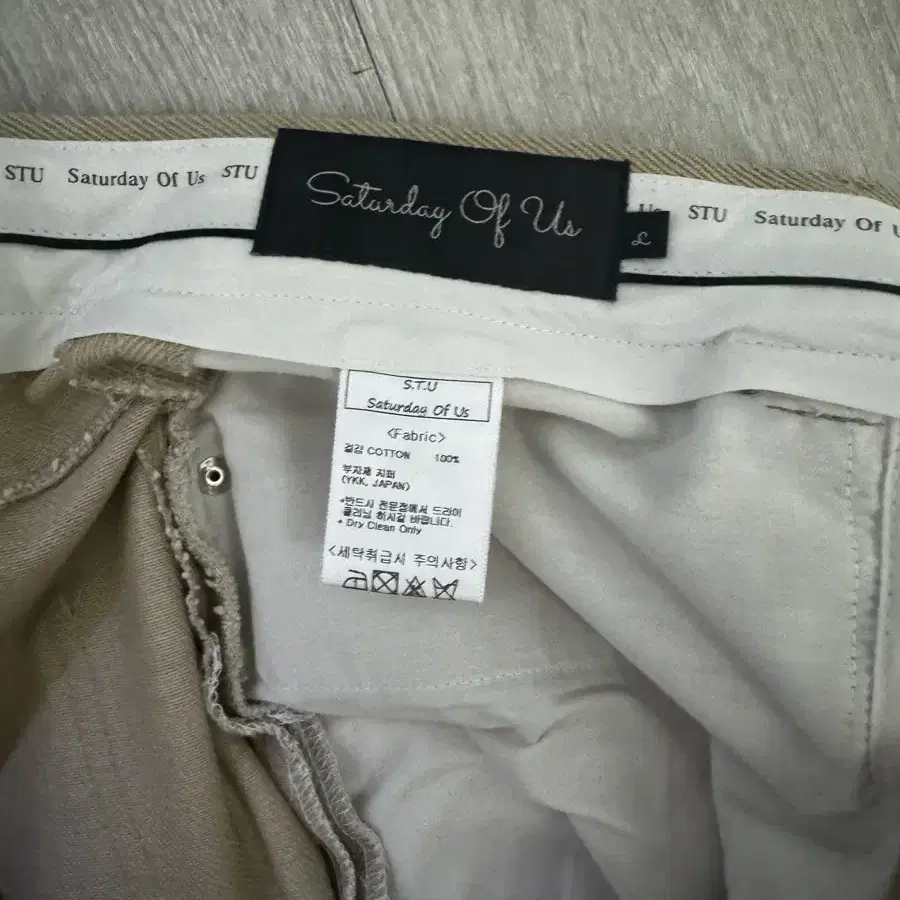 STU Saturday Of Us STU
Saturday Of Us
L
Us STU Saturday Of U
S.T.U
Saturday Of Us
<Fabric>
겉감 COTTON 100%
부자재 지퍼
(YKK, JAPAN)
*반드시 전문점에서 드라이
클리닝 하시길 바랍니다.
* Dry Clean Only
<세탁취급시 주의사항>